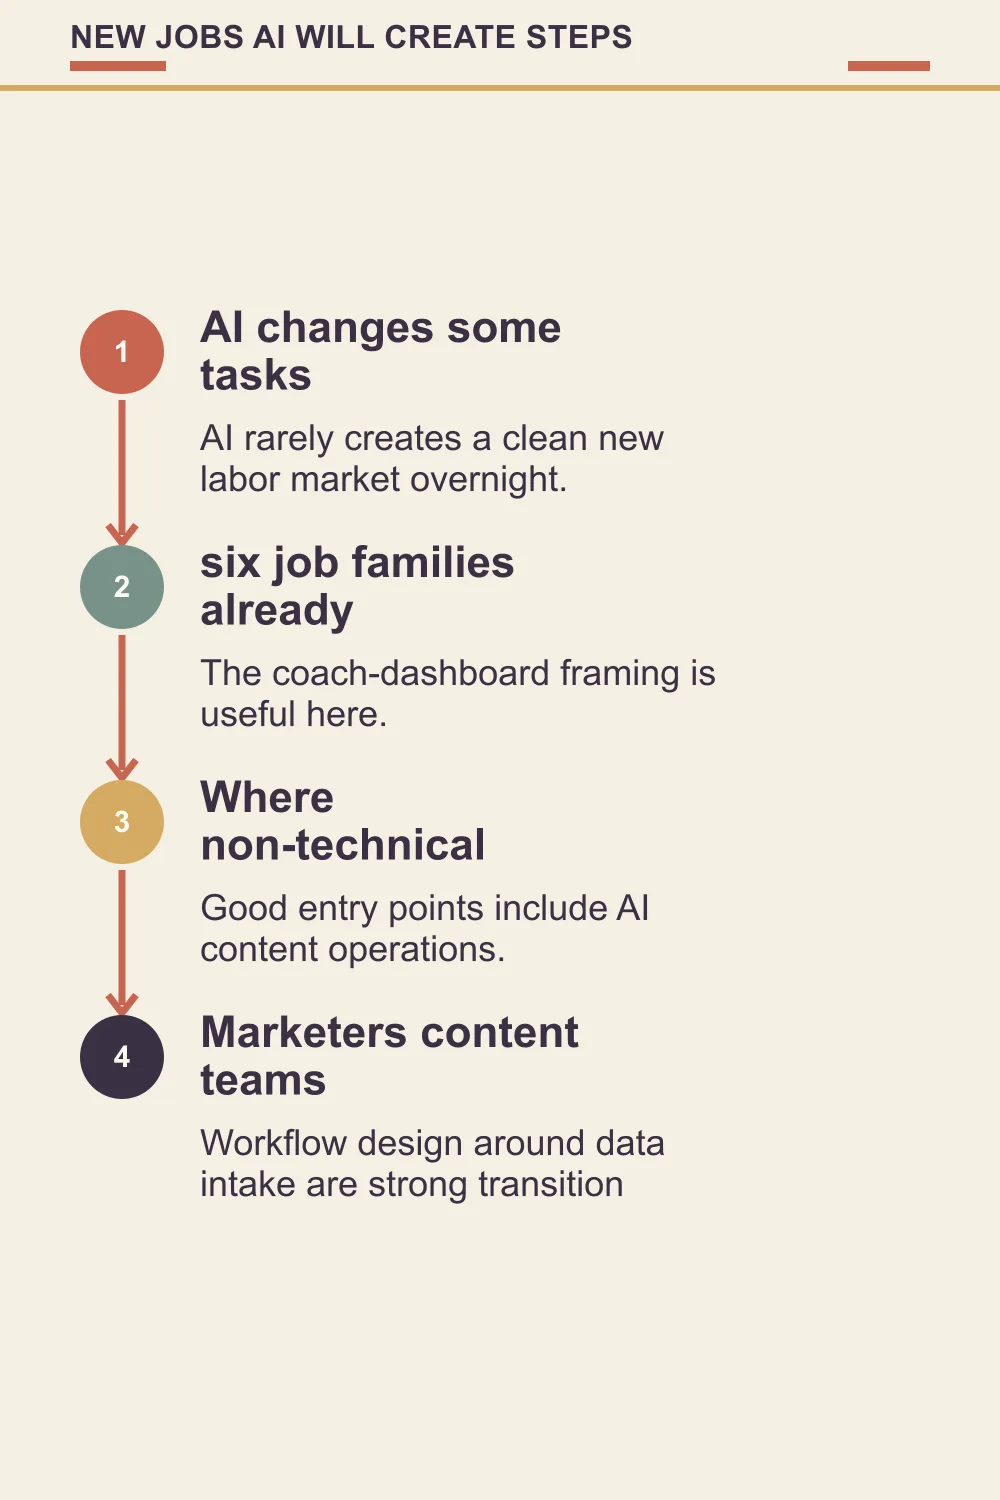 NEW JOBS AI WILL CREATE STEPS
1
AI changes some
tasks
AI rarely creates a clean new
labor market overnight.
2
six job families
already
The coach-dashboard framing is
useful here.
3
Where
non-technical
Good entry points include AI
content operations.
4
Marketers content
teams
Workflow design around data
intake are strong transition